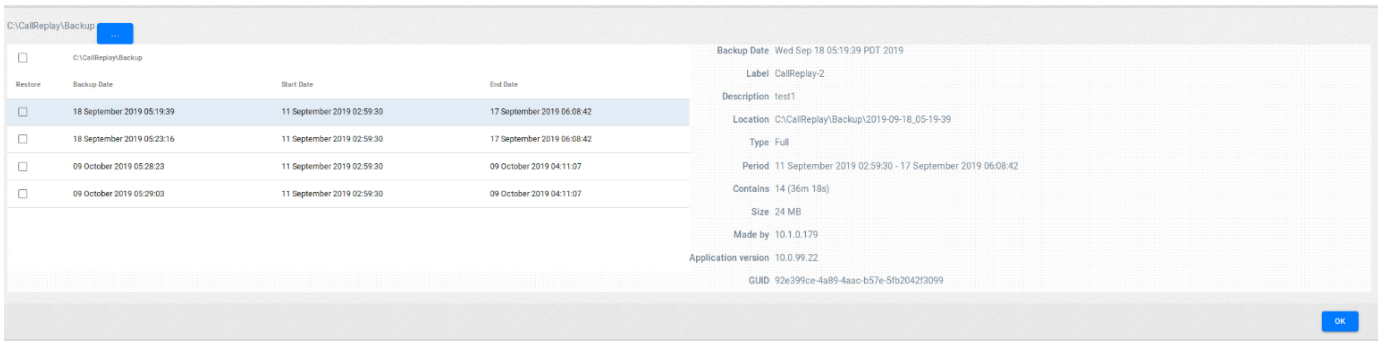 C:\CallReplay\Backup ...
C:\CallReplay\Backup
Restore Backup Date Start Date End Date
18 September 2019 05:19:39 11 September 2019 02:59:30 17 September 2019 06:08:42
18 September 2019 05:23:16 11 September 2019 02:59:30 17 September 2019 06:08:42
09 October 2019 05:28:23 11 September 2019 02:59:30 09 October 2019 04:11:07
09 October 2019 05:29:03 11 September 2019 02:59:30 09 October 2019 04:11:07
Backup Date Wed Sep 18 05:19:39 PDT 2019
Label CallReplay-2
Description test1
Location C:\CallReplay\Backup\2019-09-18_05-19-39
Type Full
Period 11 September 2019 02:59:30 - 17 September 2019 06:08:42
Contains 14 (36m 18s)
Size 24 MB
Made by 10.1.0.179
Application version 10.0.99.22
GUID 92e399ce-4a89-4aac-b57e-5fb2042f3099
OK